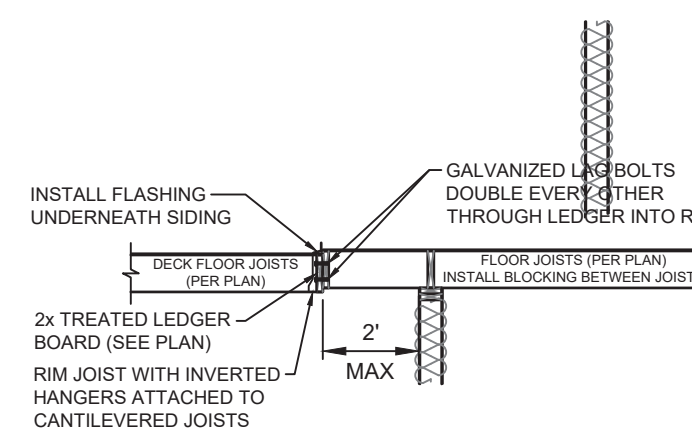 GALVANIZED LAG BOLTS
DOUBLE EVERY OTHER
THROUGH LEDGER INTO R
INSTALL FLASHING
UNDERNEATH SIDING
DECK FLOOR JOISTS
(PER PLAN)
FLOOR JOISTS (PER PLAN)
INSTALL BLOCKING BETWEEN JOIST
2x TREATED LEDGER
BOARD (SEE PLAN)
2'
MAX
RIM JOIST WITH INVERTED
HANGERS ATTACHED TO
CANTILEVERED JOISTS